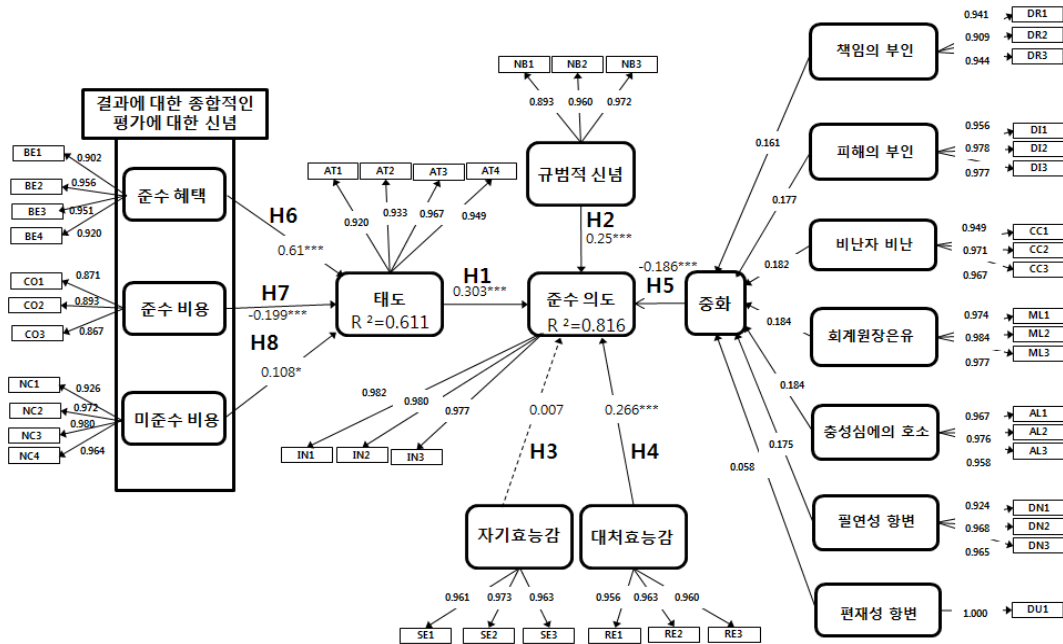 결과에 대한 종합적인
평가에 대한 신념
BE1
BE2
BE3
BE4
0.902
0.956
0.951
0.920
준수 혜택
CO1
CO2
CO3
0.871
0.893
0.867
준수 비용
NC1
NC2
NC3
NC4
0.926
0.972
0.980
0.964
미준수 비용
H6
0.61***
H7
-0.199***
H8
0.108*
AT1
AT2
AT3
AT4
0.920
0.933
0.967
0.949
태도
R ²=0.611
H1
0.303***
NB1
NB2
NB3
0.893
0.960
0.972
규범적 신념
H2
0.25***
준수 의도
R ²=0.816
0.982
0.980
0.977
IN1
IN2
IN3
0.007
H3
0.266***
H4
자기효능감
0.961
0.973
0.963
SE1
SE2
SE3
대처효능감
0.956
0.963
0.960
RE1
RE2
RE3
-0.186***
H5
중화
0.161
0.177
0.182
0.184
0.184
0.175
0.058
책임의 부인
0.941
0.909
0.944
DR1
DR2
DR3
피해의 부인
0.956
0.978
0.977
DI1
DI2
DI3
비난자 비난
0.949
0.971
0.967
CC1
CC2
CC3
회계원장은유
0.974
0.984
0.977
ML1
ML2
ML3
충성심에의 호소
0.967
0.976
0.958
AL1
AL2
AL3
필연성 항변
0.924
0.968
0.965
DN1
DN2
DN3
편재성 항변
1.000
DU1